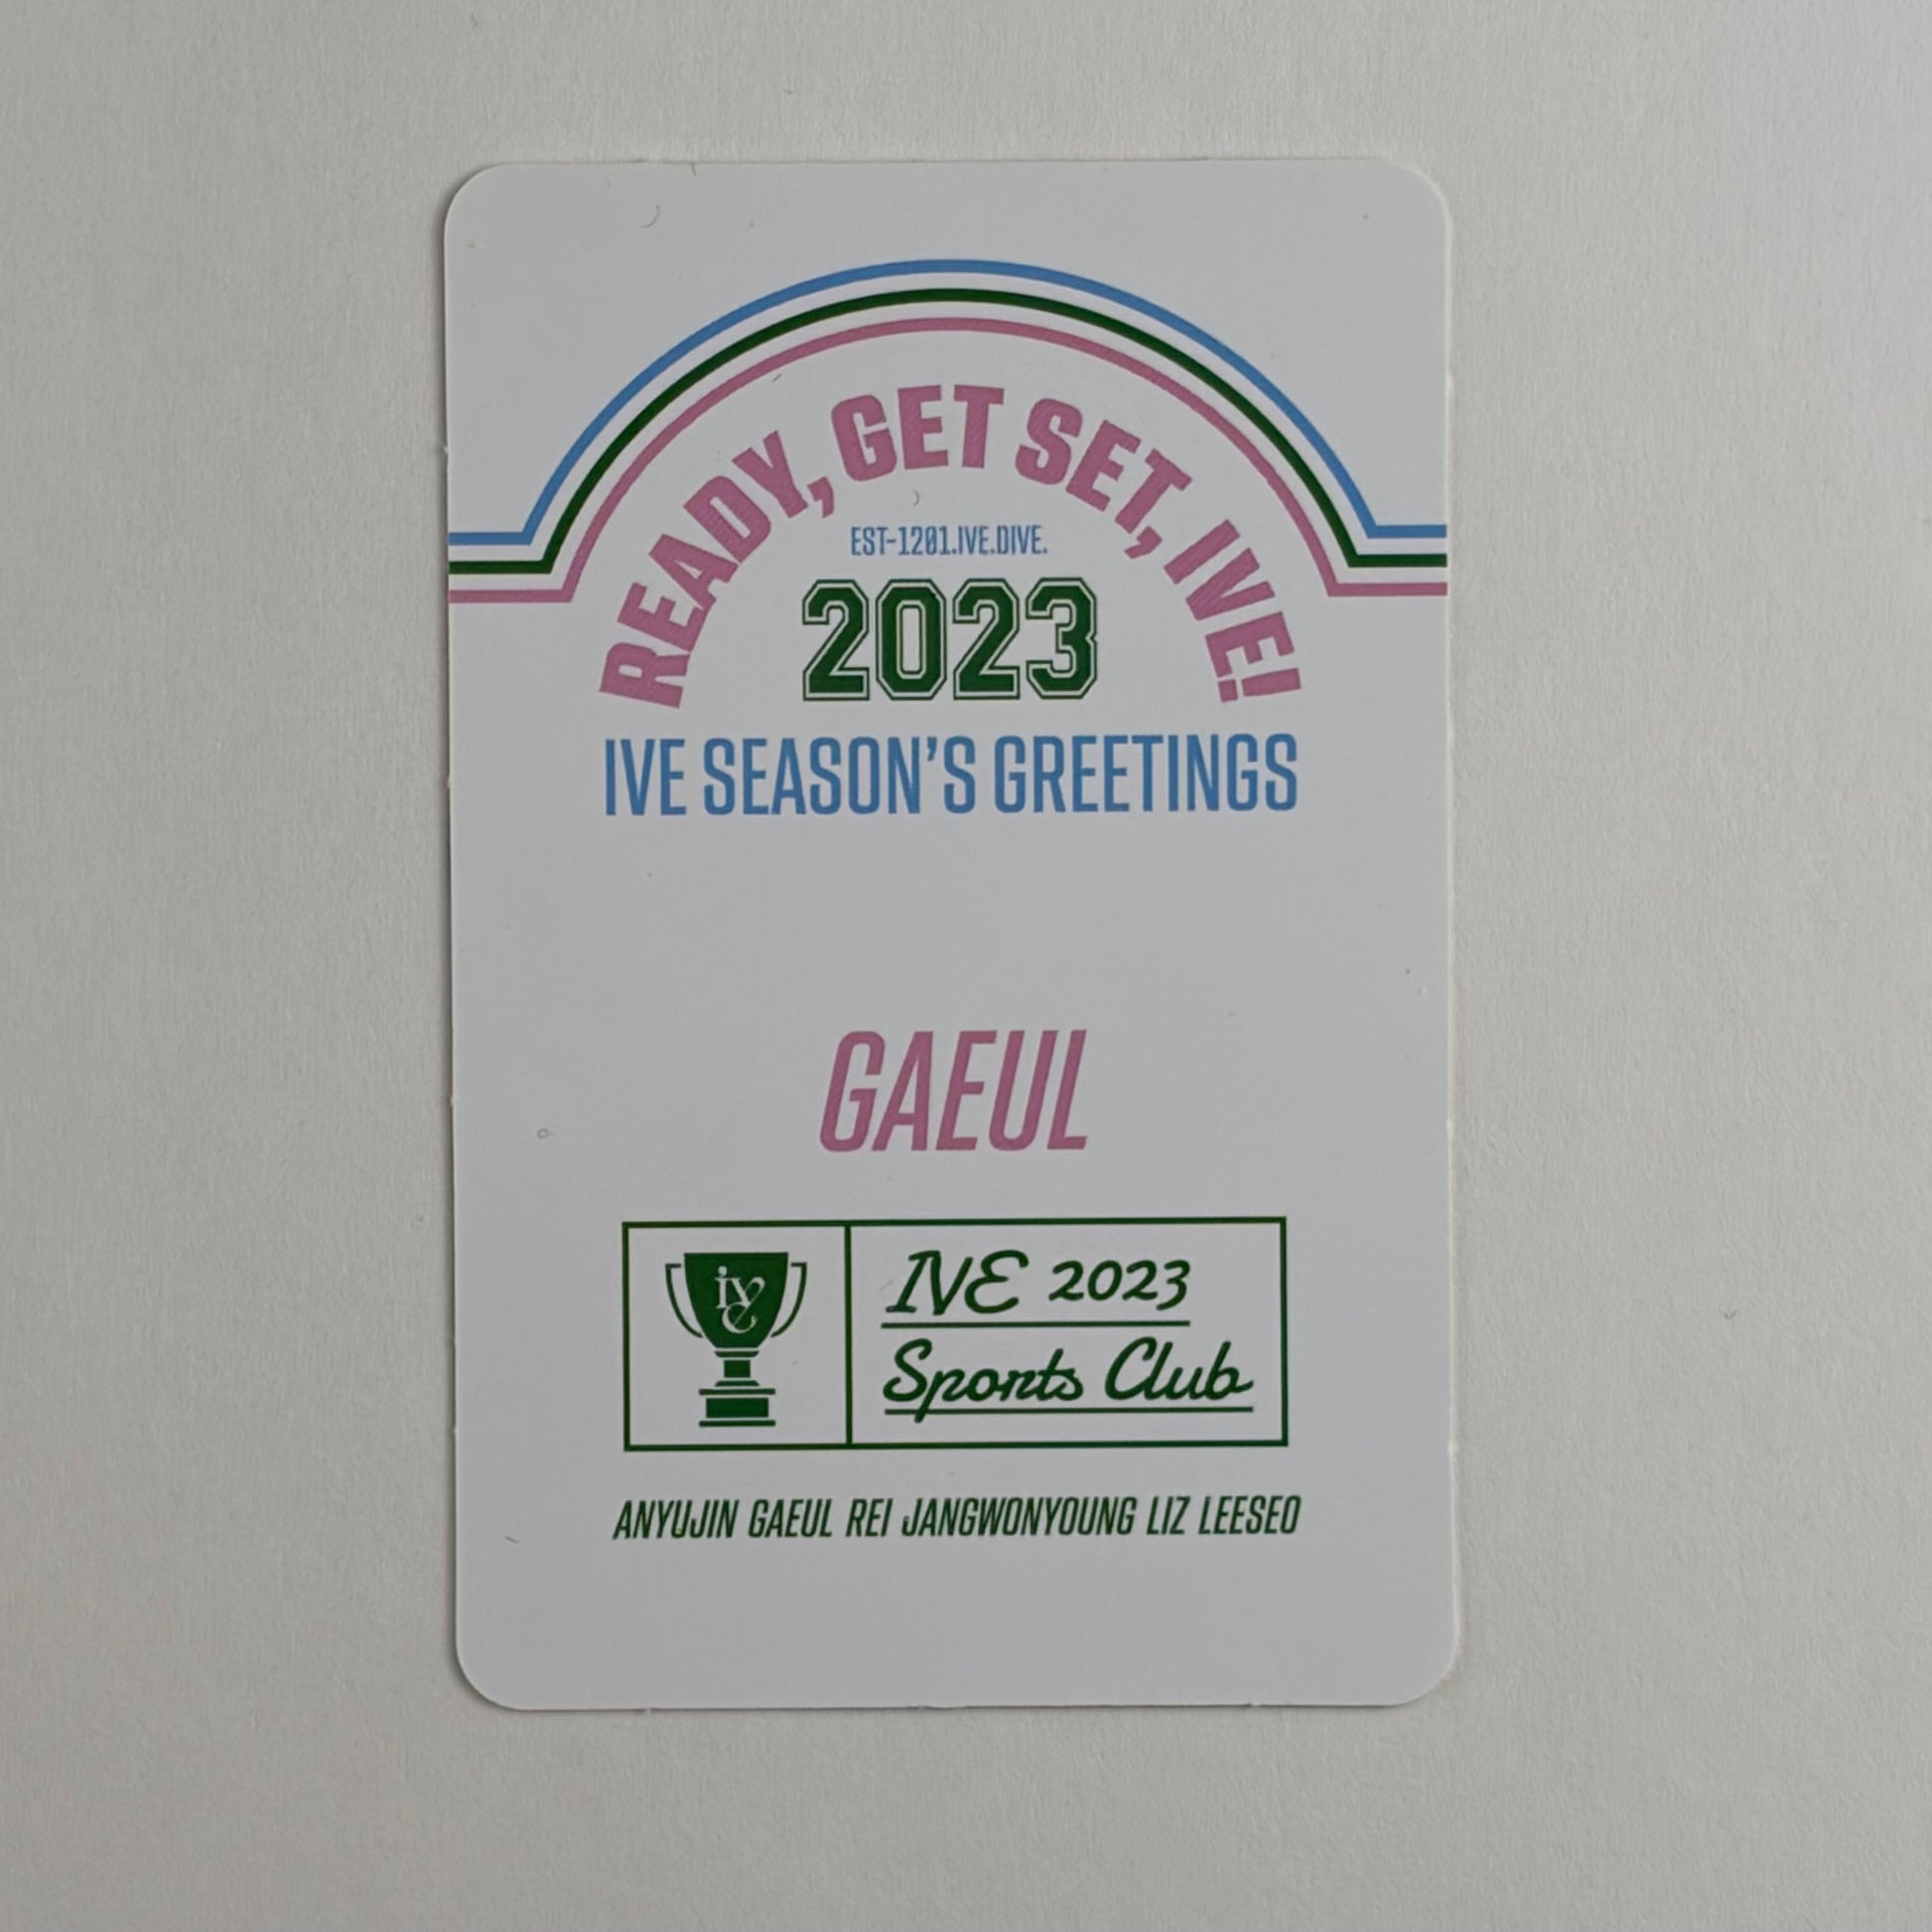 READY, GET SET, IVE!
EST-1201.IVE.DIVE.
2023
IVE SEASON'S GREETINGS
GAEUL
ive
IVE 2023
Sports Club
ANYUJIN GAEUL REI JANGWONYOUNG LIZ LEESEO